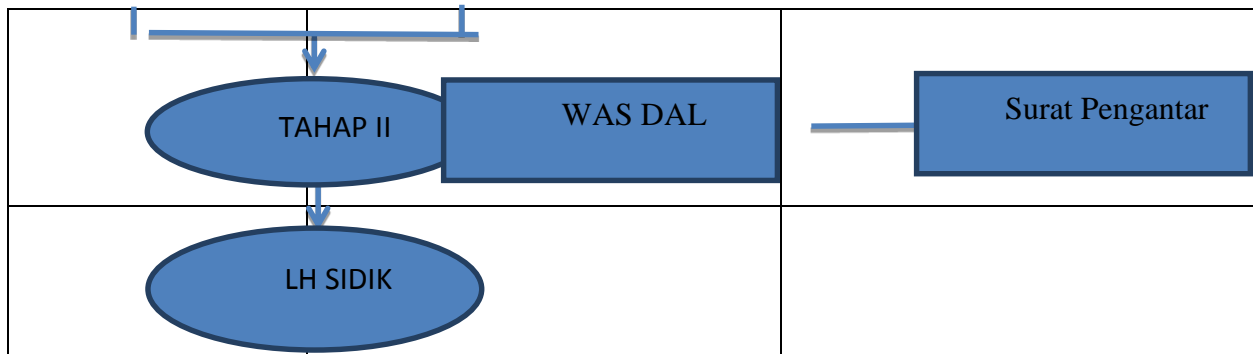 TAHAP II
WAS DAL
Surat Pengantar
LH SIDIK